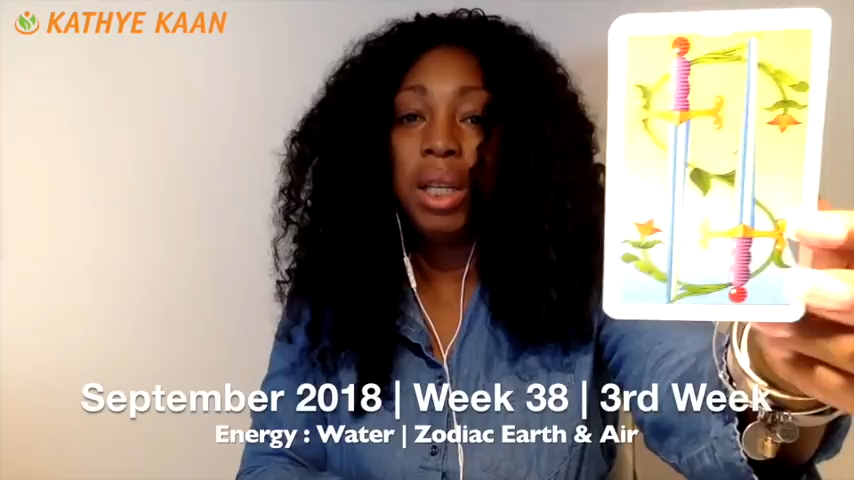 KATHYE KAAN
September 2018 | Week 38 | 3rd Week
Energy : Water | Zodiac Earth & Air